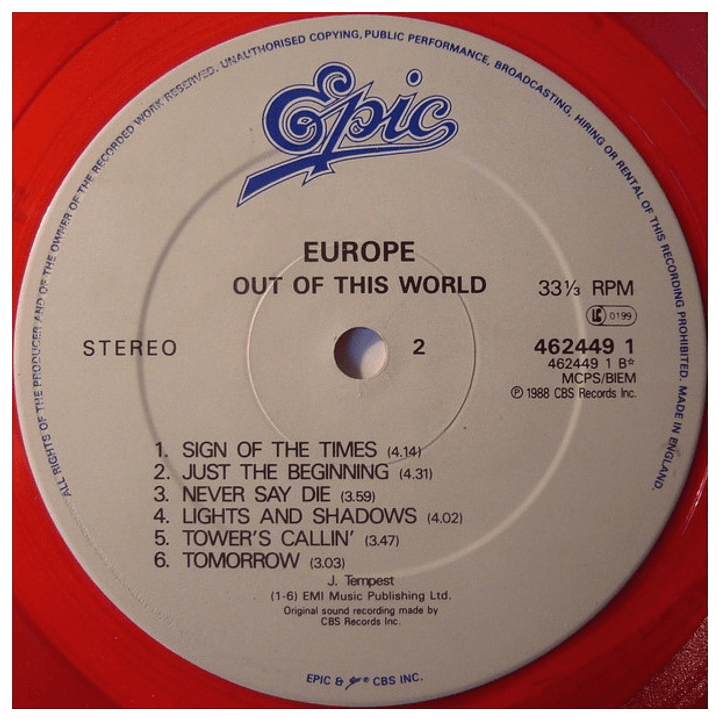 ALL RIGHTS OF THE PRODUCER AND OF THE OWNER OF THE RECORDED WORK RESERVED. UNAUTHORISED COPYING, PUBLIC PERFORMANCE, BROADCASTING, HIRING OR RENTAL OF THIS RECORDING PROHIBITED. MADE IN ENGLAND.
Epic
EUROPE
OUT OF THIS WORLD
33⅓ RPM
LC 0199
STEREO
2
462449 1
462449 1 B☆
MCPS/BIEM
℗ 1988 CBS Records Inc.
1. SIGN OF THE TIMES (4.14)
2. JUST THE BEGINNING (4.31)
3. NEVER SAY DIE (3.59)
4. LIGHTS AND SHADOWS (4.02)
5. TOWER'S CALLIN' (3.47)
6. TOMORROW (3.03)
J. Tempest
(1-6) EMI Music Publishing Ltd.
Original sound recording made by
CBS Records Inc.
EPIC & ® CBS INC.